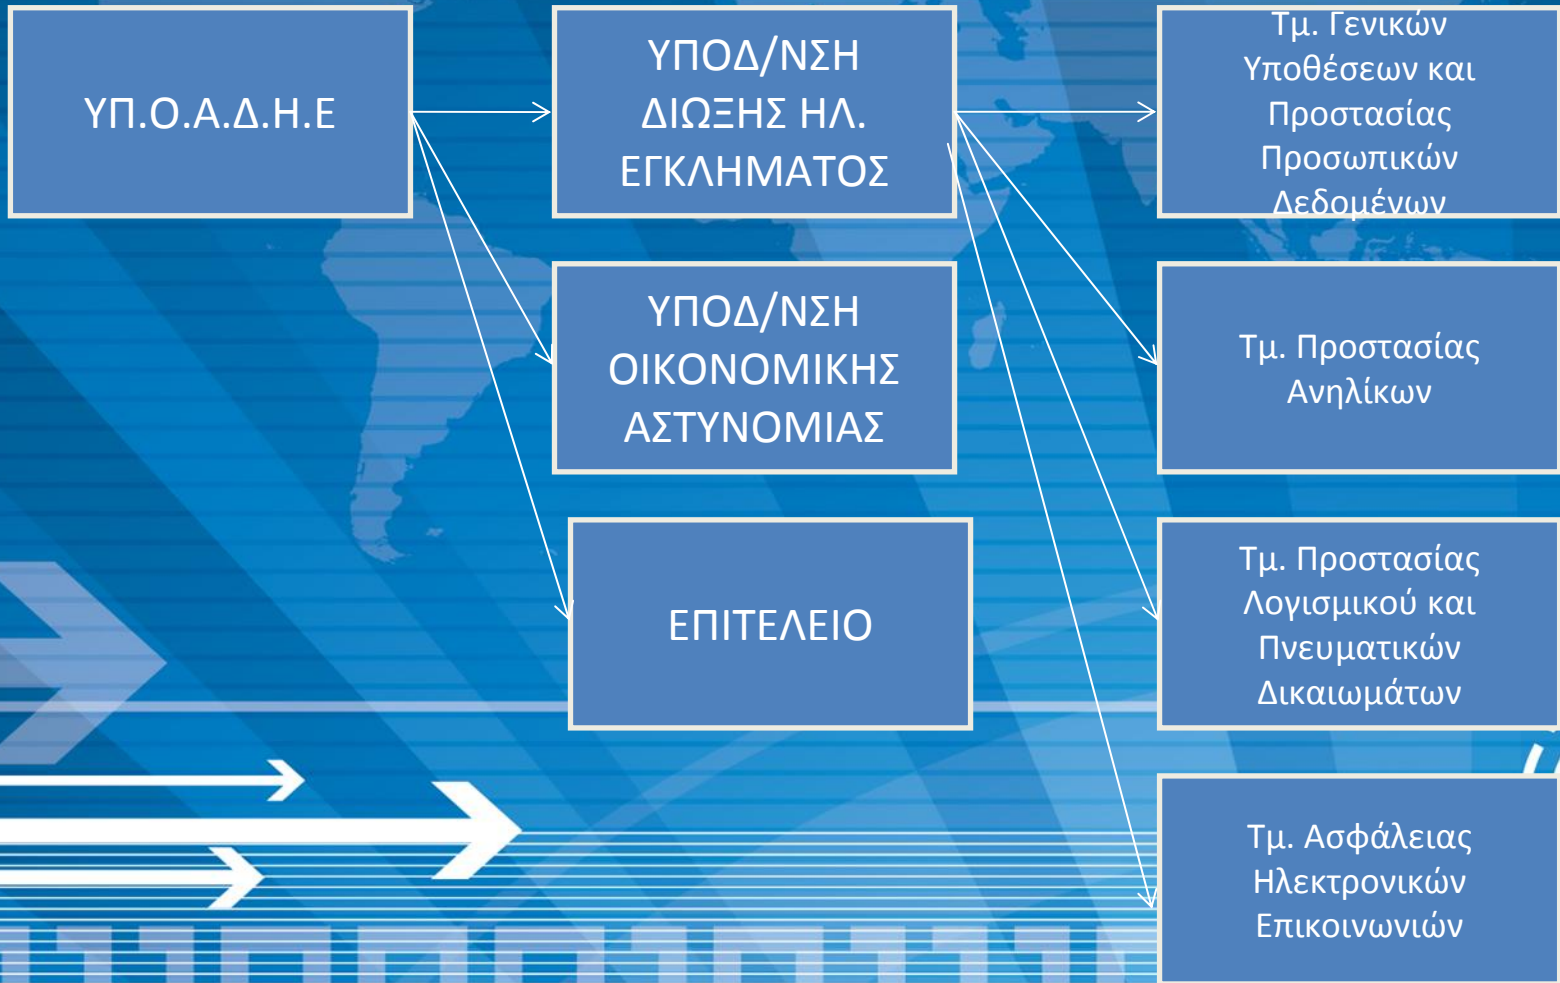 ΥΠ.Ο.Α.Δ.Η.Ε
ΥΠΟΔ/ΝΣΗ
ΔΙΩΞΗΣ ΗΛ.
ΕΓΚΛΗΜΑΤΟΣ
ΥΠΟΔ/ΝΣΗ
ΟΙΚΟΝΟΜΙΚΗΣ
ΑΣΤΥΝΟΜΙΑΣ
ΕΠΙΤΕΛΕΙΟ
Τμ. Γενικών
Υποθέσεων και
Προστασίας
Προσωπικών
Δεδομένων
Τμ. Προστασίας
Ανηλίκων
Τμ. Προστασίας
Λογισμικού και
Πνευματικών
Δικαιωμάτων
Τμ. Ασφάλειας
Ηλεκτρονικών
Επικοινωνιών